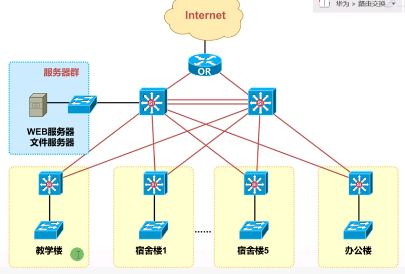 华为 » 路由交换
Internet
OR
服务器群
WEB服务器
文件服务器
......
教学楼
宿舍楼1
宿舍楼5
办公楼